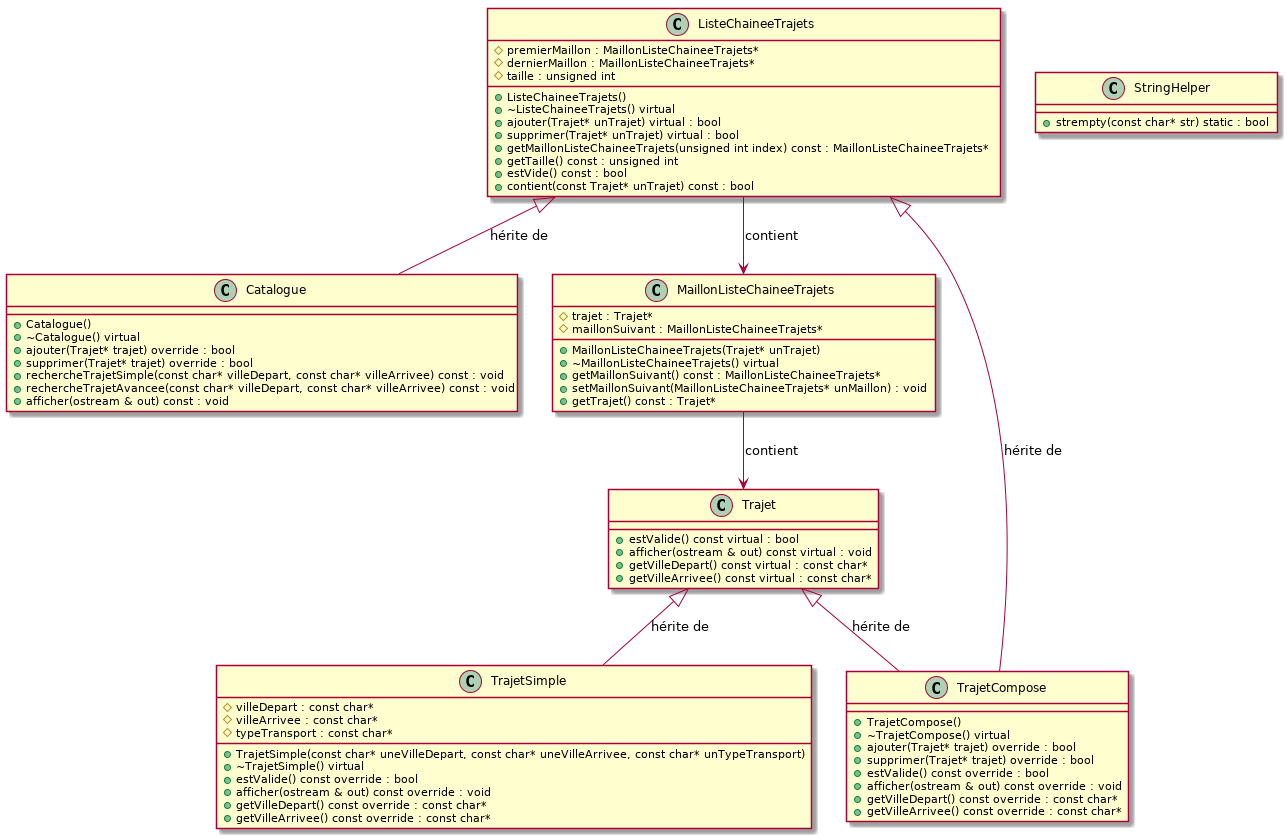 C ListeChaineeTrajets
premierMaillon : MaillonListeChaineeTrajets*
dernierMaillon : MaillonListeChaineeTrajets*
taille : unsigned int
ListeChaineeTrajets()
~ListeChaineeTrajets() virtual
ajouter(Trajet* unTrajet) virtual : bool
supprimer(Trajet* unTrajet) virtual : bool
getMaillonListeChaineeTrajets(unsigned int index) const : MaillonListeChaineeTrajets*
getTaille() const : unsigned int
estVide() const : bool
contient(const Trajet* unTrajet) const : bool
C StringHelper
strempty(const char* str) static : bool
hérite de
contient
C Catalogue
Catalogue()
~Catalogue() virtual
ajouter(Trajet* trajet) override : bool
supprimer(Trajet* trajet) override : bool
rechercheTrajetSimple(const char* villeDepart, const char* villeArrivee) const : void
rechercheTrajetAvancee(const char* villeDepart, const char* villeArrivee) const : void
afficher(ostream & out) const : void
C MaillonListeChaineeTrajets
trajet : Trajet*
maillonSuivant : MaillonListeChaineeTrajets*
MaillonListeChaineeTrajets(Trajet* unTrajet)
~MaillonListeChaineeTrajets() virtual
getMaillonSuivant() const : MaillonListeChaineeTrajets*
setMaillonSuivant(MaillonListeChaineeTrajets* unMaillon) : void
getTrajet() const : Trajet*
contient
hérite de
C Trajet
estValide() const virtual : bool
afficher(ostream & out) const virtual : void
getVilleDepart() const virtual : const char*
getVilleArrivee() const virtual : const char*
hérite de
hérite de
C TrajetSimple
villeDepart : const char*
villeArrivee : const char*
typeTransport : const char*
TrajetSimple(const char* uneVilleDepart, const char* uneVilleArrivee, const char* unTypeTransport)
~TrajetSimple() virtual
estValide() const override : bool
afficher(ostream & out) const override : void
getVilleDepart() const override : const char*
getVilleArrivee() const override : const char*
C TrajetCompose
TrajetCompose()
~TrajetCompose() virtual
ajouter(Trajet* trajet) override : bool
supprimer(Trajet* trajet) override : bool
estValide() const override : bool
afficher(ostream & out) const override : void
getVilleDepart() const override : const char*
getVilleArrivee() const override : const char*